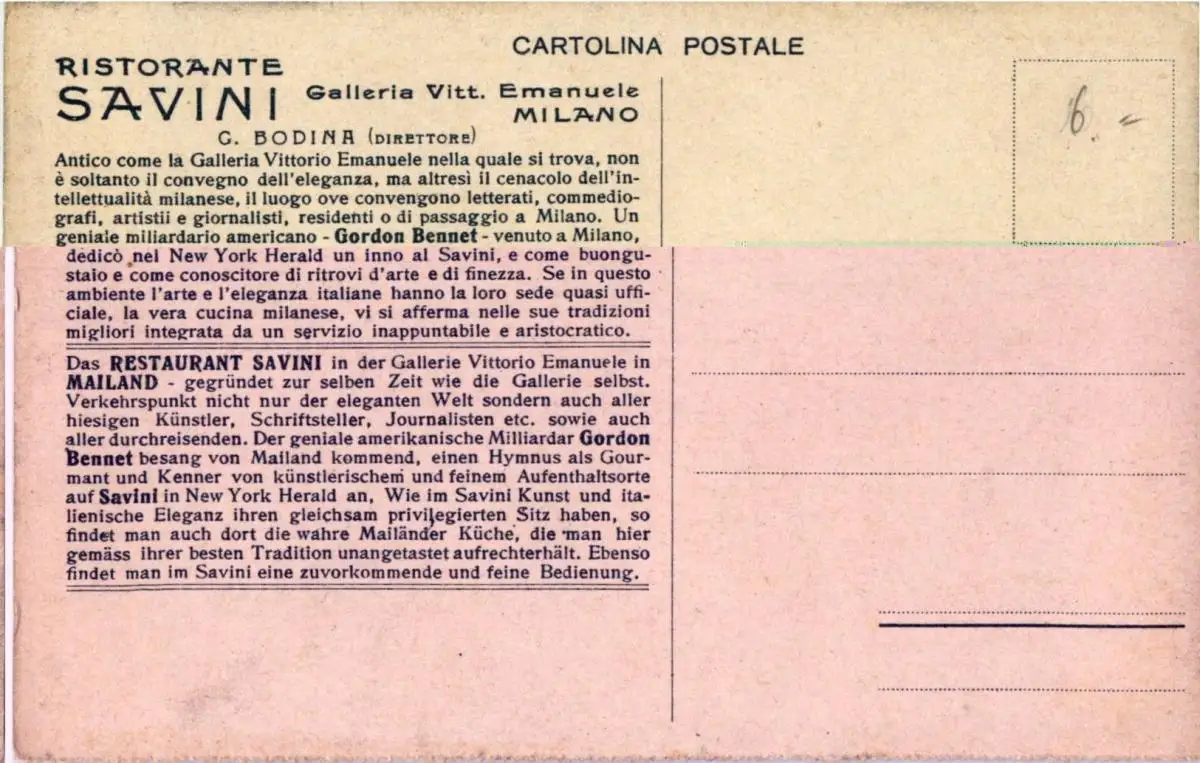 CARTOLINA POSTALE
RISTORANTE
SAVINI Galleria Vitt. Emanuele
MILANO
G. BODINA (DIRETTORE)
Antico come la Galleria Vittorio Emanuele nella quale si trova, non
è soltanto il convegno dell'eleganza, ma altresì il cenacolo dell'in-
tellettualità milanese, il luogo ove convengono letterati, commedio-
grafi, artistii e giornalisti, residenti o di passaggio a Milano. Un
geniale miliardario americano - Gordon Bennet - venuto a Milano,
dedicò nel New York Herald un inno al Savini, e come buongu-
staio e come conoscitore di ritrovi d'arte e di finezza. Se in questo
ambiente l'arte e l'eleganza italiane hanno la loro sede quasi uffi-
ciale, la vera cucina milanese, vi si afferma nelle sue tradizioni
migliori integrata da un servizio inappuntabile e aristocratico.
Das RESTAURANT SAVINI in der Gallerie Vittorio Emanuele in
MAILAND - gegründet zur selben Zeit wie die Gallerie selbst.
Verkehrspunkt nicht nur der eleganten Welt sondern auch aller
hiesigen Künstler, Schriftsteller, Journalisten etc. sowie auch
aller durchreisenden. Der geniale amerikanische Milliardar Gordon
Bennet besang von Mailand kommend, einen Hymnus als Gour-
mant und Kenner von künstlerischem und feinem Aufenthaltsorte
auf Savini in New York Herald an, Wie im Savini Kunst und ita-
lienische Eleganz ihren gleichsam privilegierten Sitz haben, so
findet man auch dort die wahre Mailänder Küche, die man hier
gemäss ihrer besten Tradition unangetastet aufrechterhält. Ebenso
findet man im Savini eine zuvorkommende und feine Bedienung.
6.-